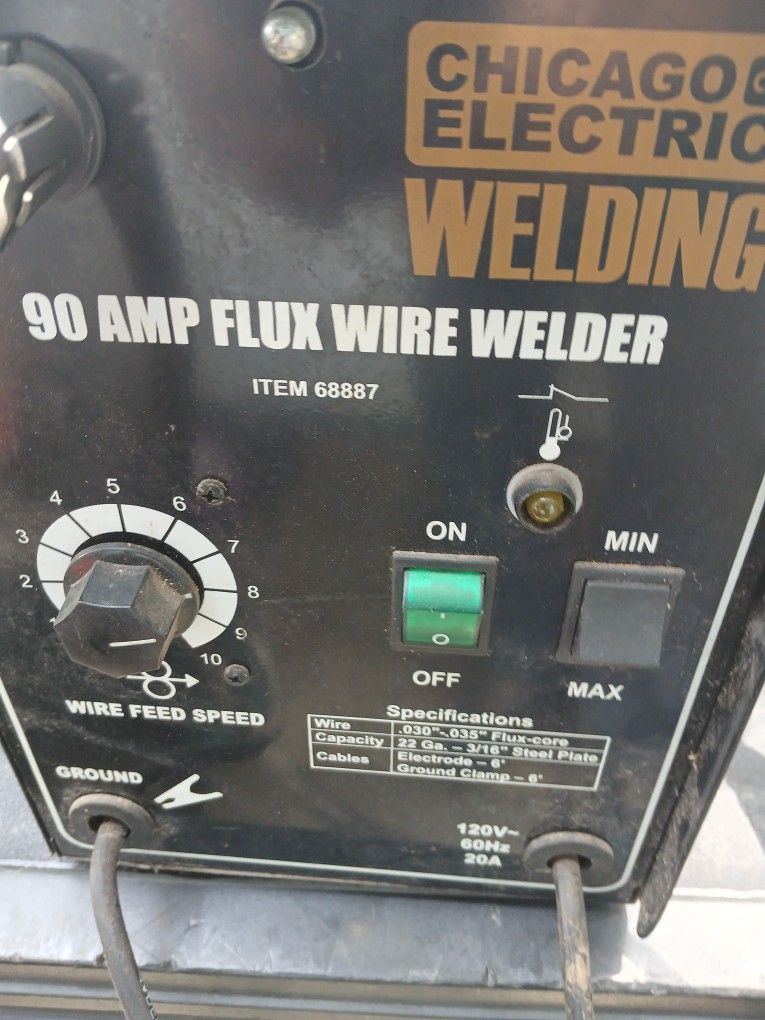 CHICAGO
ELECTRIC
WELDING
90 AMP FLUX WIRE WELDER
ITEM 68887
2
3
4
5
6
7
8
9
10
WIRE FEED SPEED
ON
OFF
MIN
MAX
Specifications
Wire .030"-.035" Flux-core
Capacity 22 Ga. – 3/16" Steel Plate
Cables Electrode – 6'
Ground Clamp – 6'
GROUND
120V~
60Hz
20A